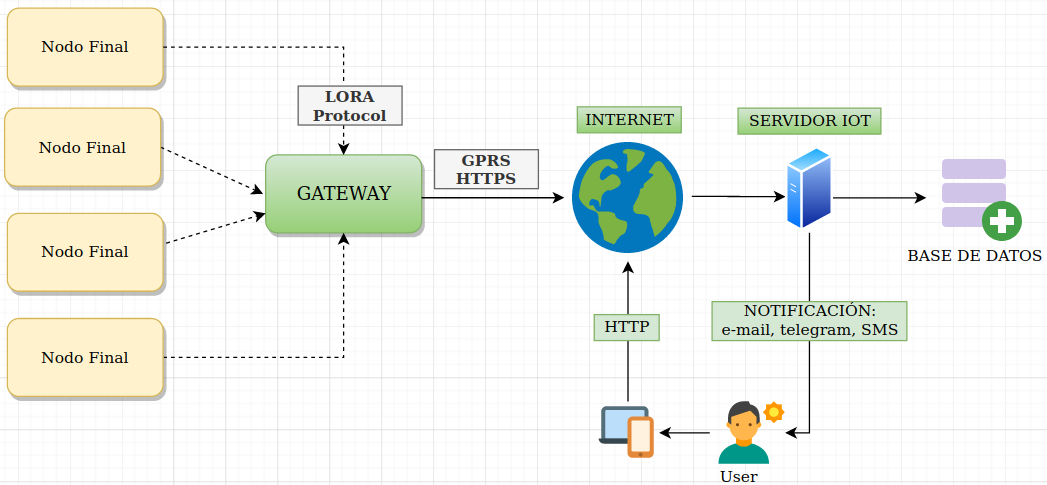 Nodo Final
Nodo Final
Nodo Final
Nodo Final
LORA
Protocol
GATEWAY
GPRS
HTTPS
INTERNET
SERVIDOR IOT
BASE DE DATOS
HTTP
NOTIFICACIÓN:
e-mail, telegram, SMS
User